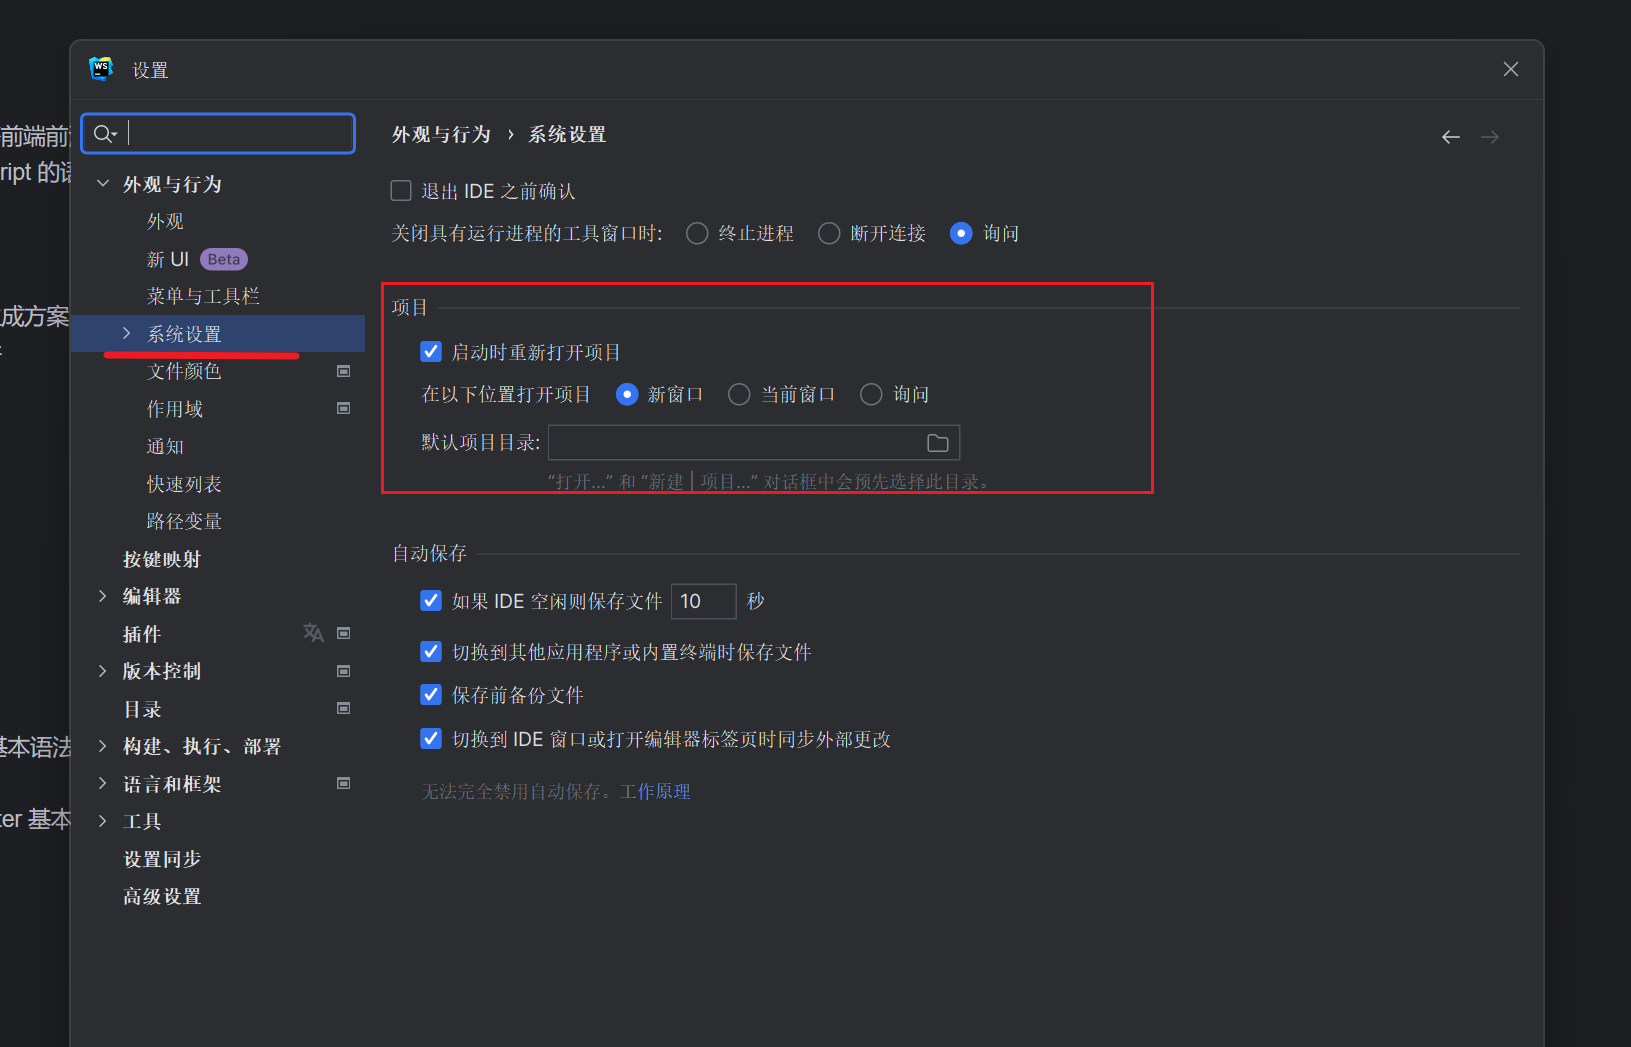 WS
设置
前端前
ript 的语
成方案
基本语法
ter 基本
外观与行为
外观
新 UI Beta
菜单与工具栏
系统设置
文件颜色
作用域
通知
快速列表
路径变量
按键映射
编辑器
插件
版本控制
目录
构建、执行、部署
语言和框架
工具
设置同步
高级设置
外观与行为 › 系统设置
退出 IDE 之前确认
关闭具有运行进程的工具窗口时: 终止进程 断开连接 询问
项目
启动时重新打开项目
在以下位置打开项目 新窗口 当前窗口 询问
默认项目目录:
“打开...” 和 “新建 | 项目...” 对话框中会预先选择此目录。
自动保存
如果 IDE 空闲则保存文件 10 秒
切换到其他应用程序或内置终端时保存文件
保存前备份文件
切换到 IDE 窗口或打开编辑器标签页时同步外部更改
无法完全禁用自动保存。工作原理